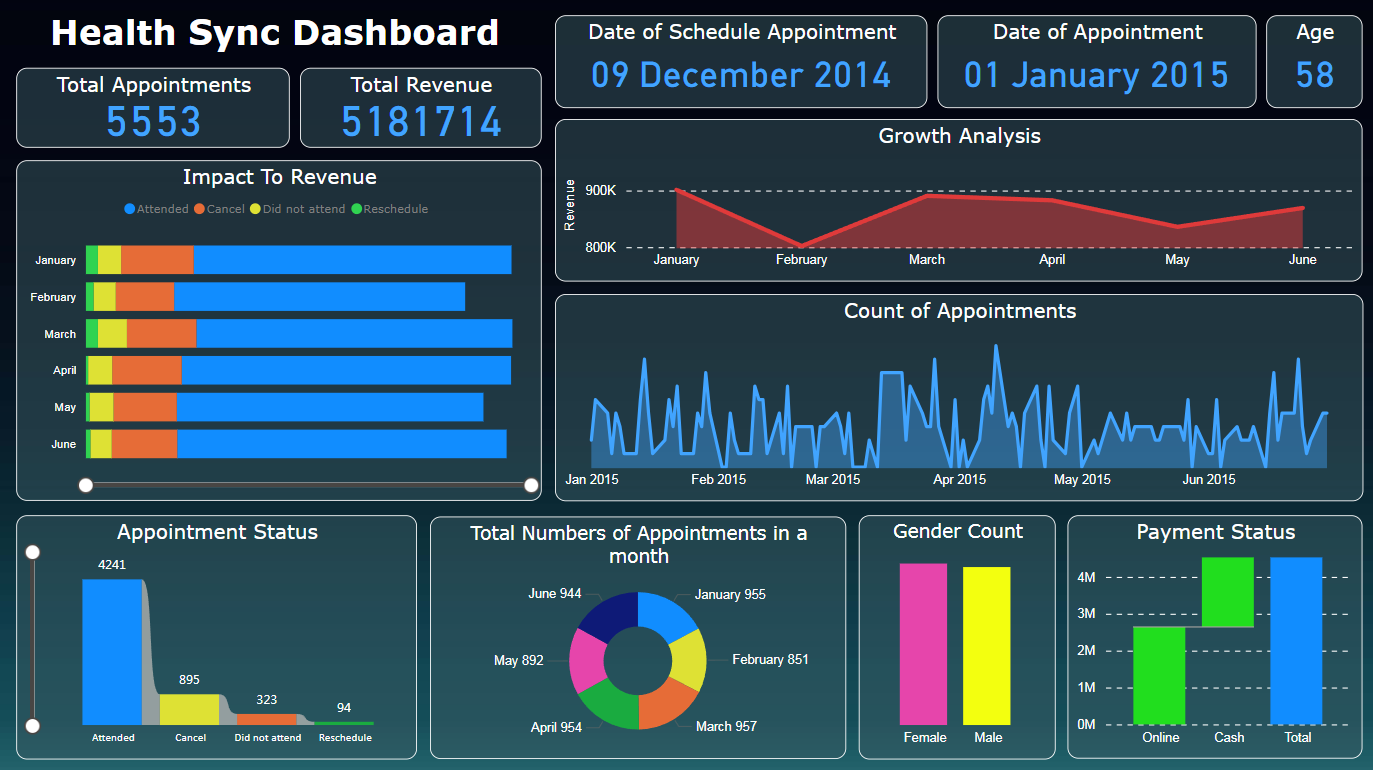 Health Sync Dashboard
Total Appointments
5553
Total Revenue
5181714
Date of Schedule Appointment
09 December 2014
Date of Appointment
01 January 2015
Age
58
Impact To Revenue
Attended Cancel Did not attend Reschedule
January
February
March
April
May
June
Growth Analysis
Revenue
900K
800K
January February March April May June
Count of Appointments
Jan 2015 Feb 2015 Mar 2015 Apr 2015 May 2015 Jun 2015
Appointment Status
4241
895
323
94
Attended Cancel Did not attend Reschedule
Total Numbers of Appointments in a
month
June 944
January 955
May 892
February 851
April 954
March 957
Gender Count
Female Male
Payment Status
4M
3M
2M
1M
0M
Online Cash Total